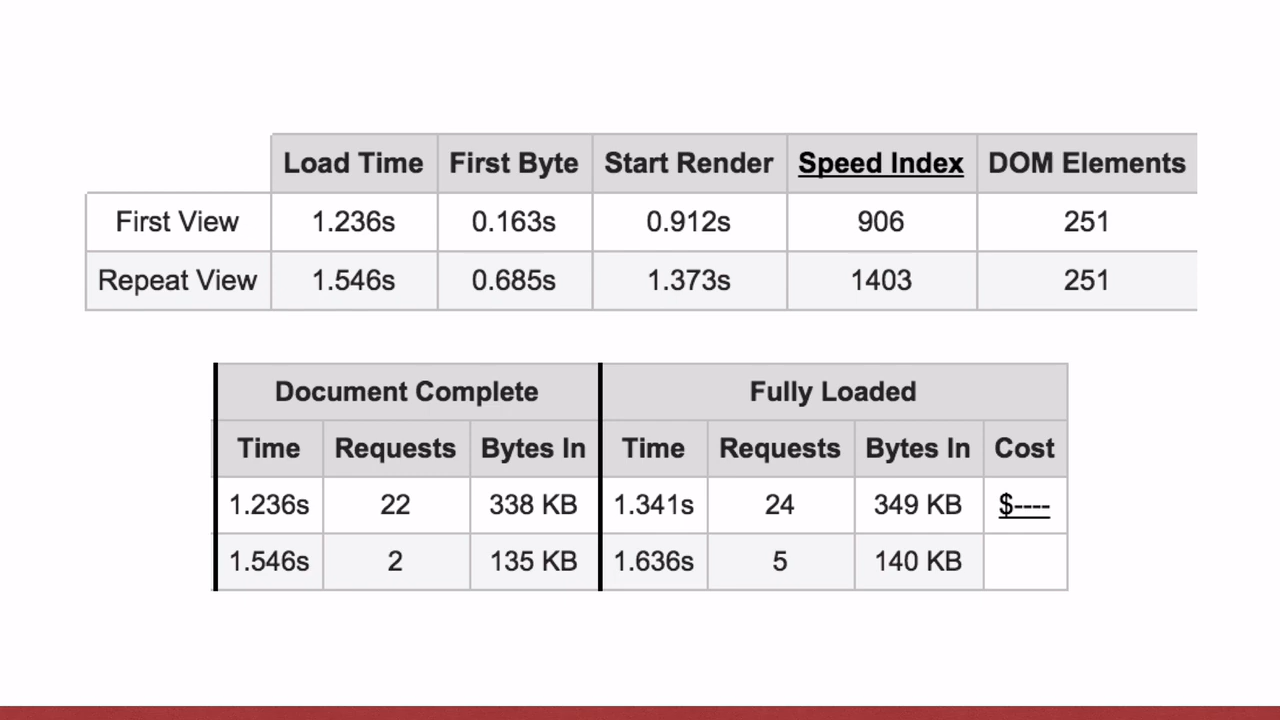 Load Time First Byte Start Render Speed Index DOM Elements
First View 1.236s 0.163s 0.912s 906 251
Repeat View 1.546s 0.685s 1.373s 1403 251
Document Complete Fully Loaded
Time Requests Bytes In Time Requests Bytes In Cost
1.236s 22 338 KB 1.341s 24 349 KB $----
1.546s 2 135 KB 1.636s 5 140 KB